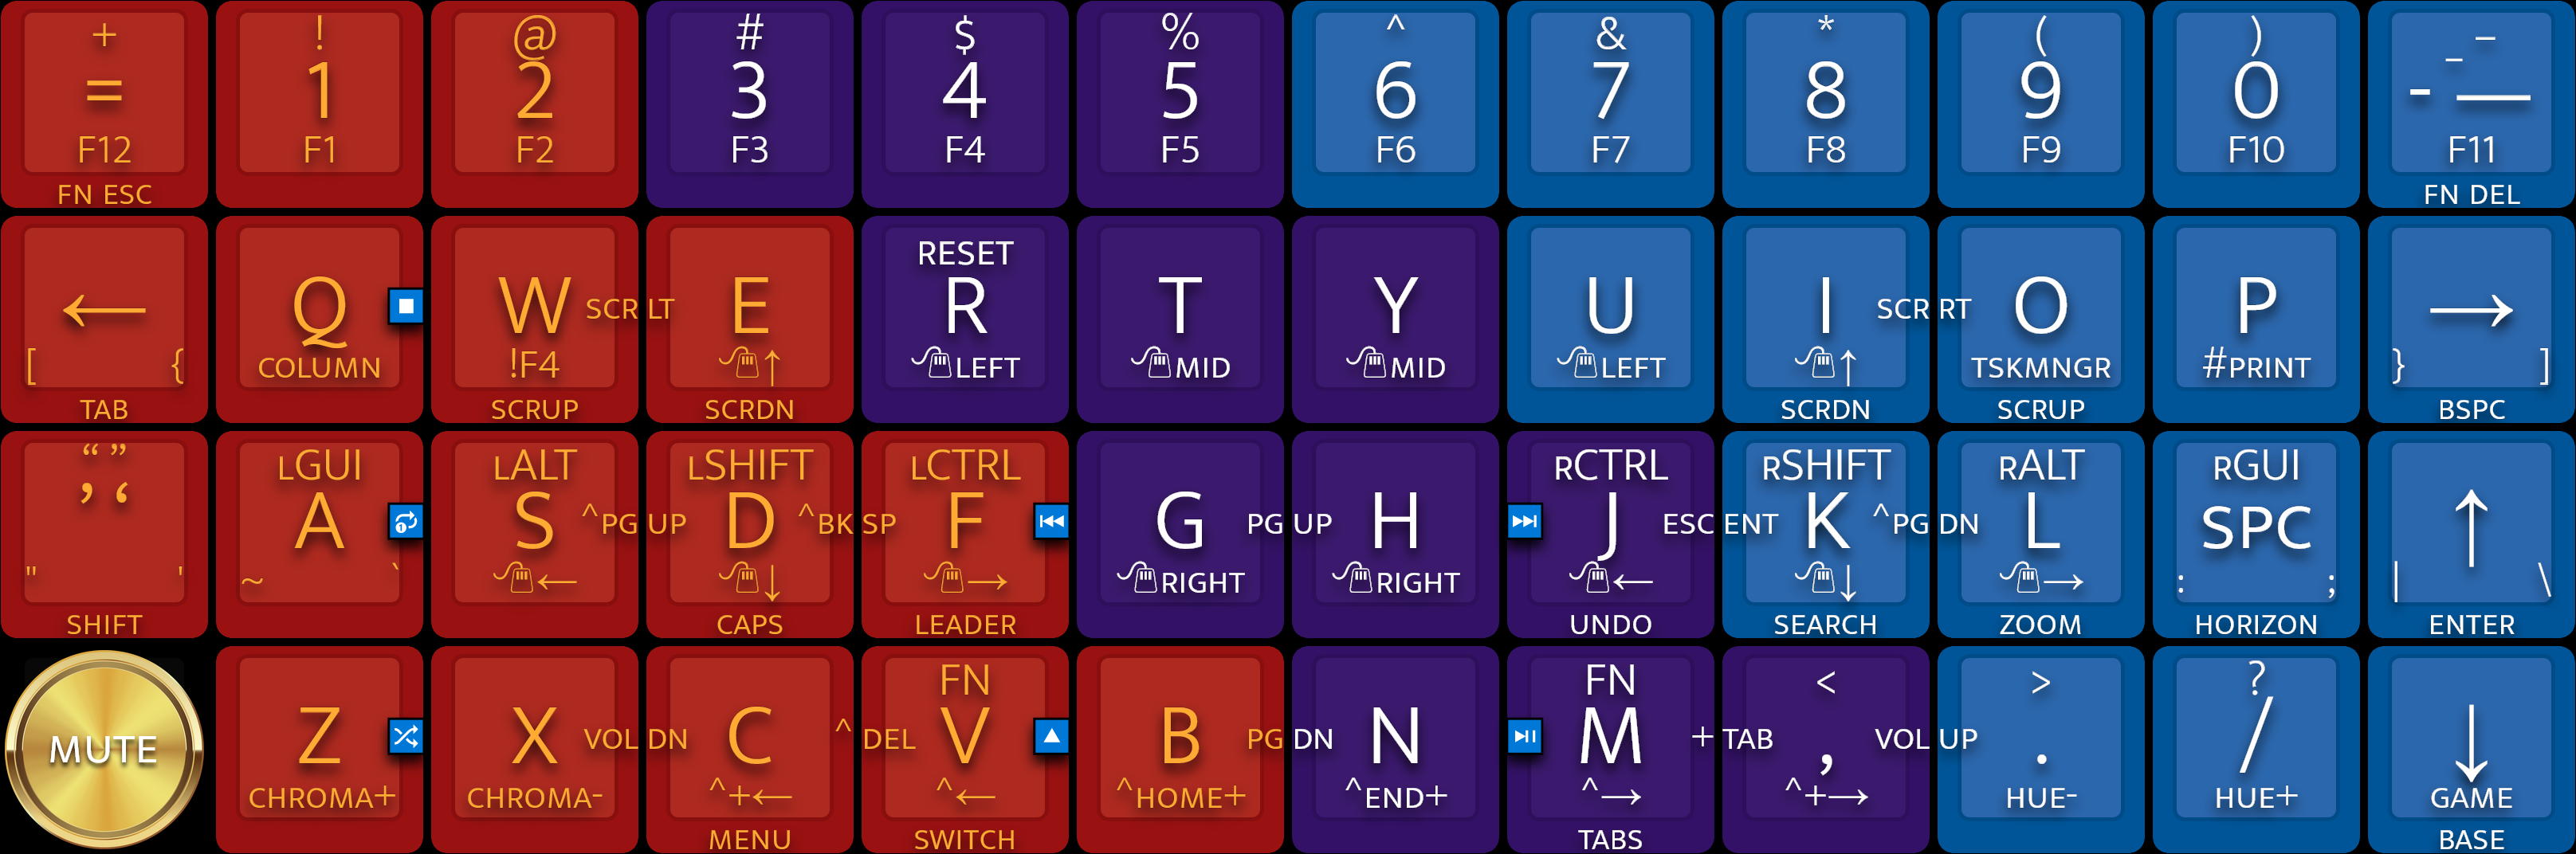 + ! @ # $ % ^ & * ( ) _ –
= 1 2 3 4 5 6 7 8 9 0 - —
F12 F1 F2 F3 F4 F5 F6 F7 F8 F9 F10 F11
FN ESC FN DEL
RESET
← Q W SCR LT E R T Y U I SCR RT O P →
[ { COLUMN !F4 ↑ LEFT MID MID LEFT ↑ TSKMNGR #PRINT } ]
TAB SCRUP SCRDN SCRDN SCRUP BSPC
“ ” LGUI LALT LSHIFT LCTRL RCTRL RSHIFT RALT RGUI
’ ‘ A S ^PG UP D ^BK SP F G PG UP H J ESC ENT K ^PG DN L SPC ↑
" ' ~ ` ← ↓ → RIGHT RIGHT ← ↓ → : ; | \
SHIFT CAPS LEADER UNDO SEARCH ZOOM HORIZON ENTER
FN FN < > ?
MUTE Z X VOL DN C ^ DEL V B PG DN N M + TAB , VOL UP . / ↓
CHROMA+ CHROMA- ^+← ^← ^HOME+ ^END+ ^→ ^+→ HUE- HUE+ GAME
MENU SWITCH TABS BASE